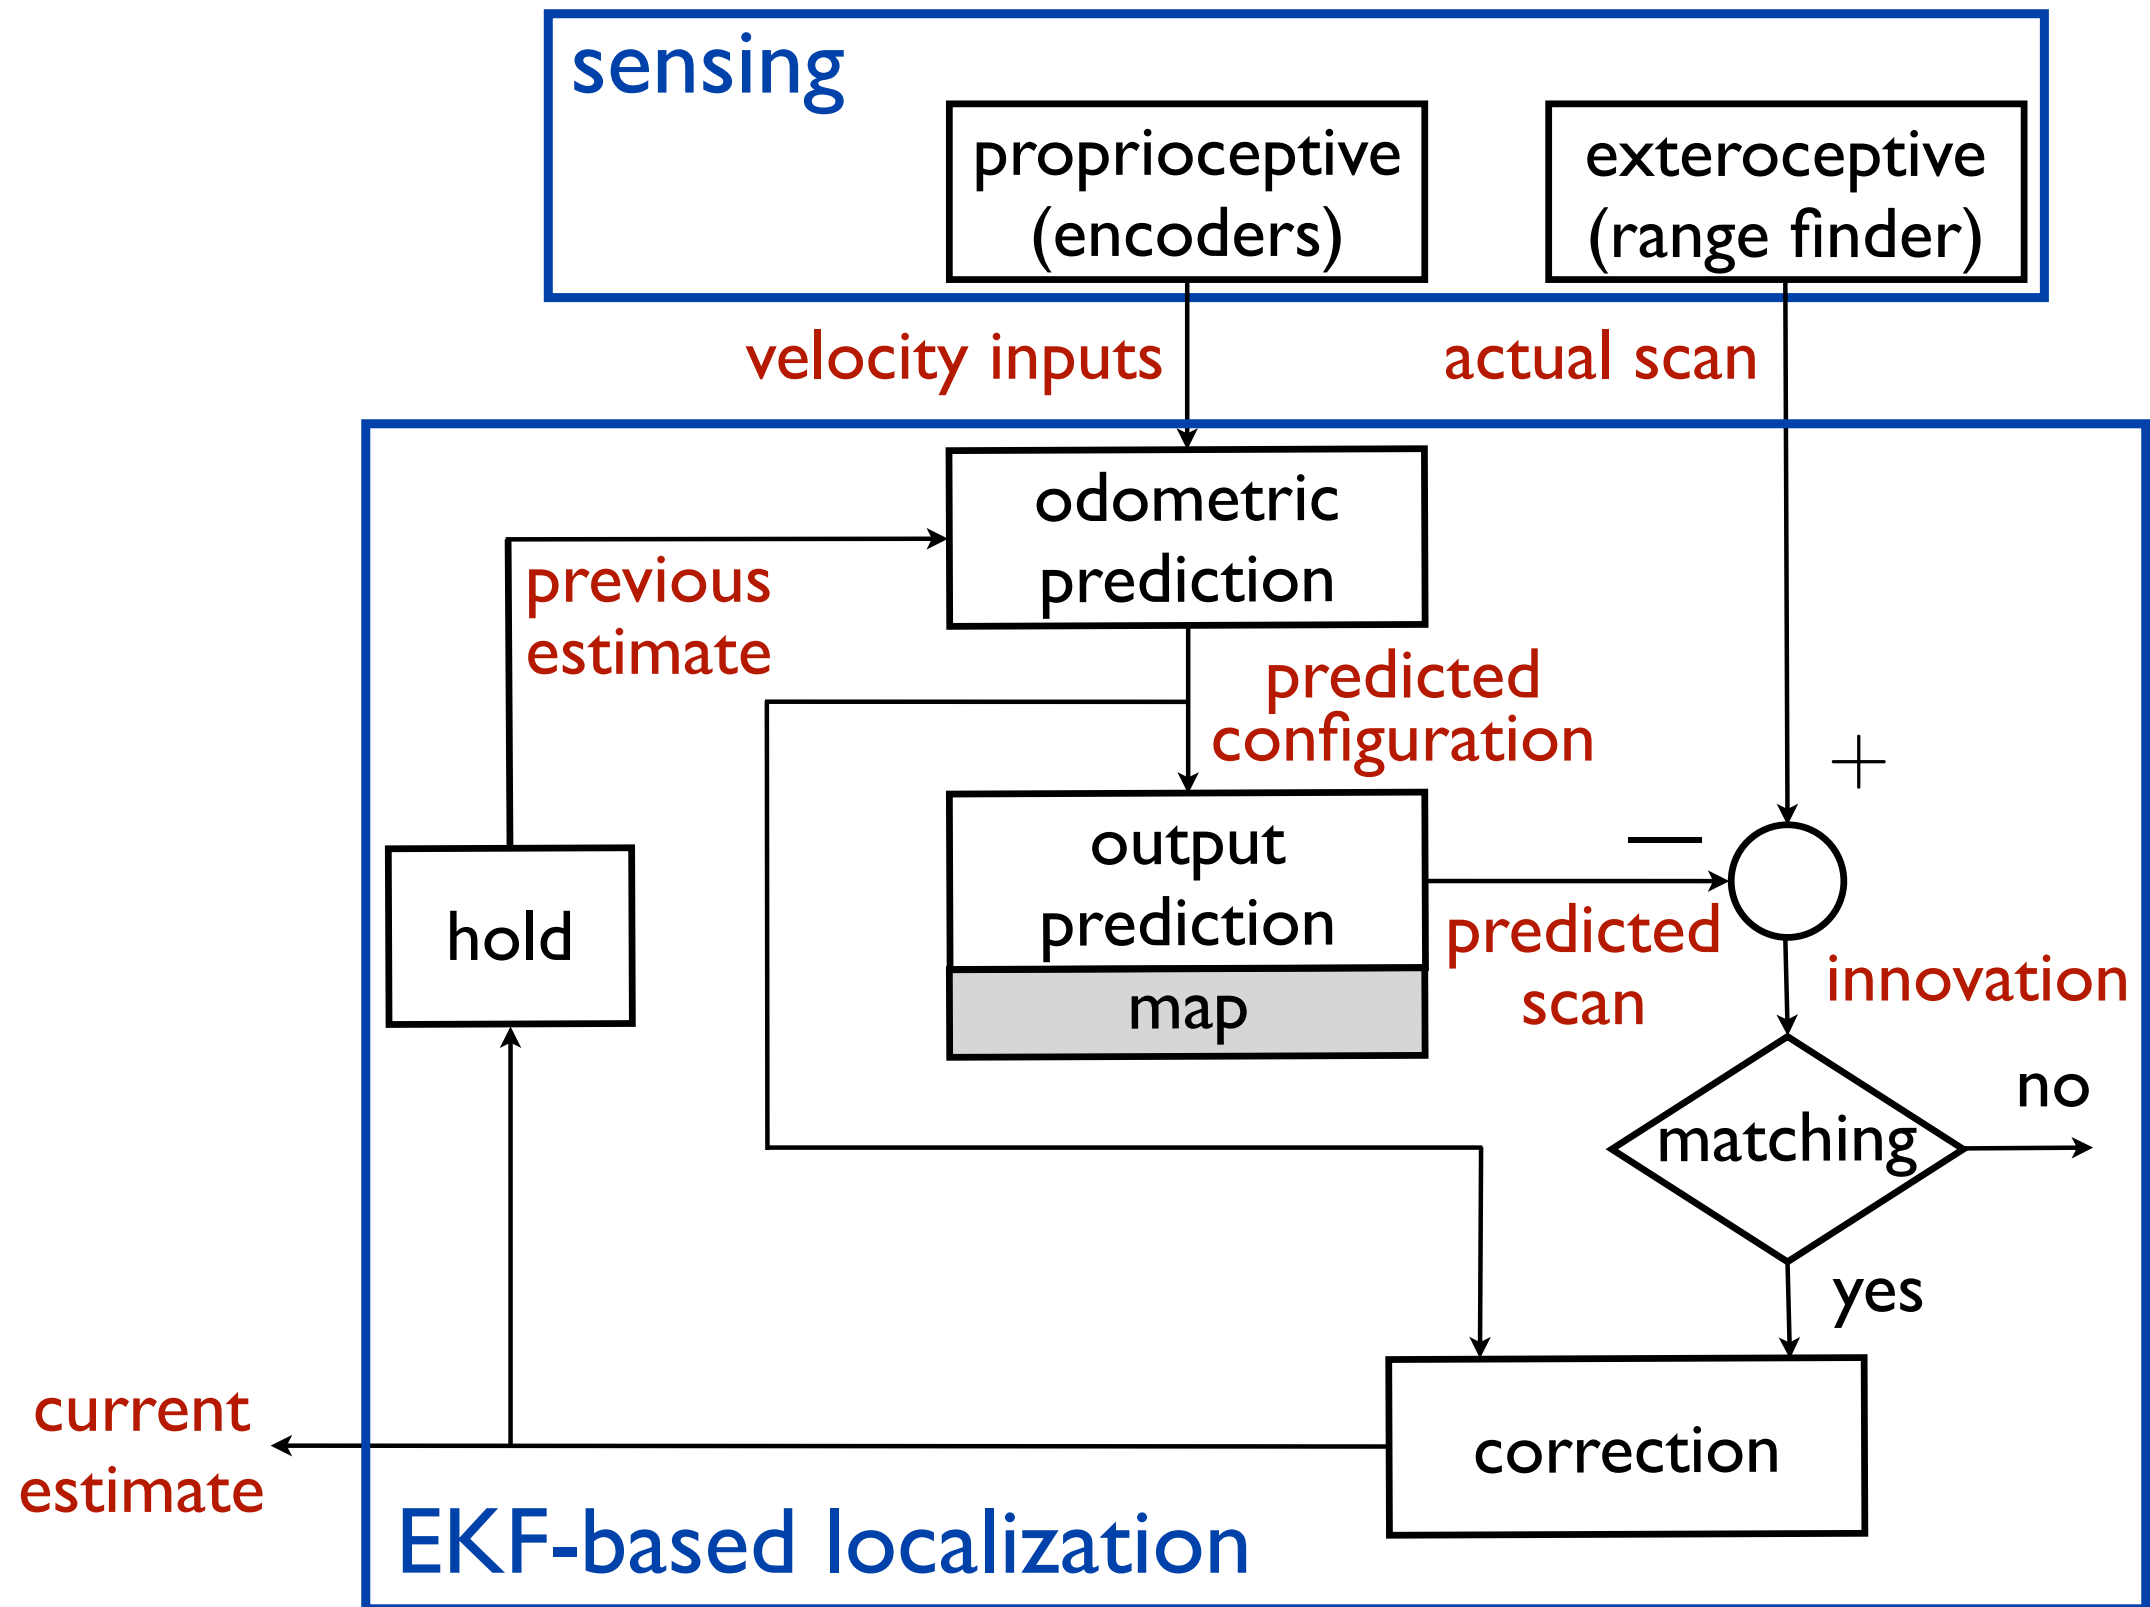 sensing
proprioceptive
(encoders)
exteroceptive
(range finder)
velocity inputs
actual scan
odometric
prediction
previous
estimate
predicted
configuration
+
output
prediction
map
—
predicted
scan
hold
innovation
no
matching
yes
current
estimate
correction
EKF-based localization